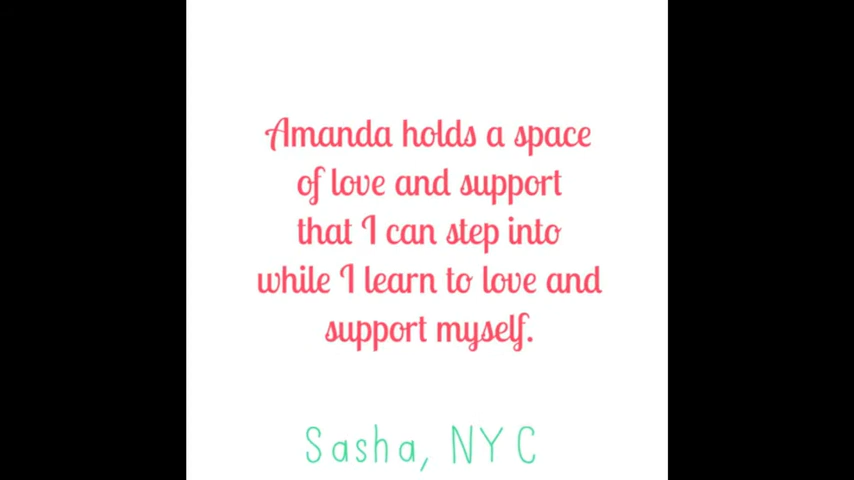 Amanda holds a space
of love and support
that I can step into
while I learn to love and
support myself.
Sasha, NYC